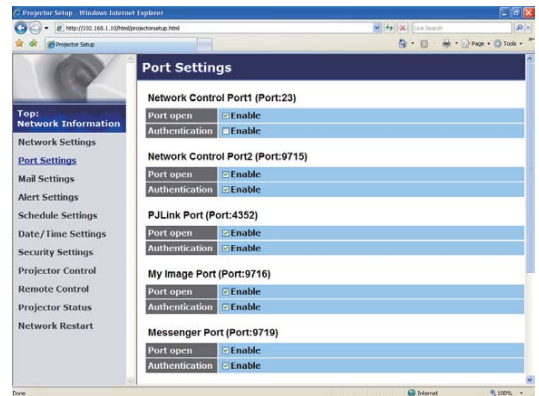 Projector Setup - Windows Internet Explorer
http://192.168.1.10/html/projectorsetup.html
Live Search
Projector Setup
Page
Tools
Top:
Network Information
Network Settings
Port Settings
Mail Settings
Alert Settings
Schedule Settings
Date/Time Settings
Security Settings
Projector Control
Remote Control
Projector Status
Network Restart
Port Settings
Network Control Port1 (Port:23)
Port open Enable
Authentication Enable
Network Control Port2 (Port:9715)
Port open Enable
Authentication Enable
PJLink Port (Port:4352)
Port open Enable
Authentication Enable
My Image Port (Port:9716)
Port open Enable
Authentication Enable
Messenger Port (Port:9719)
Port open Enable
Authentication Enable
Done
Internet
100%